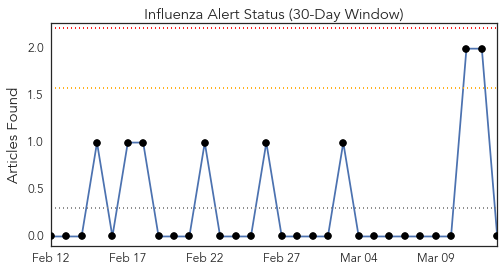 Influenza Alert Status (30-Day Window)
Articles Found
2.0
1.5
1.0
0.5
0.0
Feb 12 Feb 17 Feb 22 Feb 27 Mar 04 Mar 09